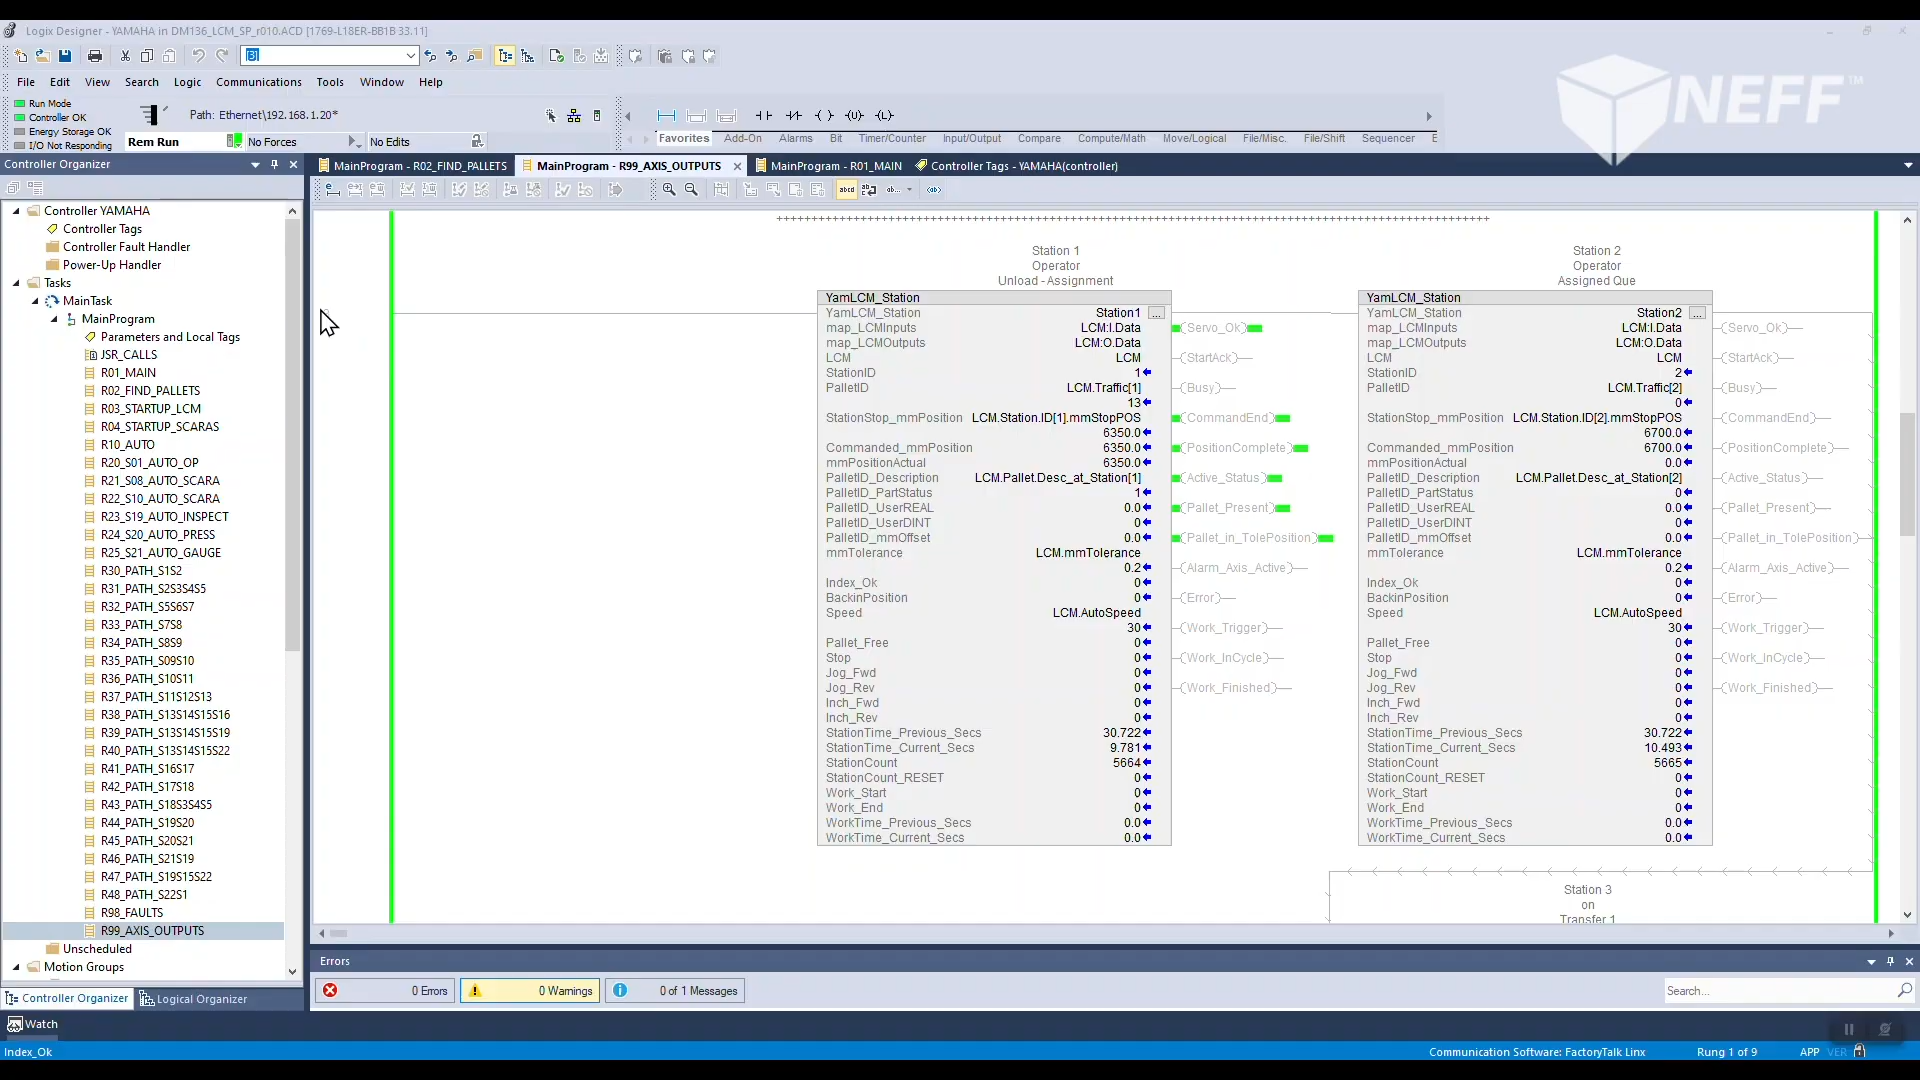 Logix Designer - YAMAHA in DM136_LCM_SP_r010.ACD [1769-L18ER-BB1B 33.11]
NEFF™
[3]
File Edit View Search Logic Communications Tools Window Help
Run Mode
Controller OK
Energy Storage OK
I/O Not Responding
Path: Ethernet\192.168.1.20*
Rem Run No Forces No Edits
Favorites Add-On Alarms Bit Timer/Counter Input/Output Compare Compute/Math Move/Logical File/Misc. File/Shift Sequencer E
Controller Organizer
MainProgram - R02_FIND_PALLETS MainProgram - R99_AXIS_OUTPUTS MainProgram - R01_MAIN Controller Tags - YAMAHA(controller)
Controller YAMAHA
Controller Tags
Controller Fault Handler
Power-Up Handler
Tasks
MainTask
MainProgram
Parameters and Local Tags
JSR_CALLS
R01_MAIN
R02_FIND_PALLETS
R03_STARTUP_LCM
R04_STARTUP_SCARAS
R10_AUTO
R20_S01_AUTO_OP
R21_S08_AUTO_SCARA
R22_S10_AUTO_SCARA
R23_S19_AUTO_INSPECT
R24_S20_AUTO_PRESS
R25_S21_AUTO_GAUGE
R30_PATH_S1S2
R31_PATH_S2S3S4S5
R32_PATH_S5S6S7
R33_PATH_S7S8
R34_PATH_S8S9
R35_PATH_S09S10
R36_PATH_S10S11
R37_PATH_S11S12S13
R38_PATH_S13S14S15S16
R39_PATH_S13S14S15S19
R40_PATH_S13S14S15S22
R41_PATH_S16S17
R42_PATH_S17S18
R43_PATH_S18S3S4S5
R44_PATH_S19S20
R45_PATH_S20S21
R46_PATH_S21S19
R47_PATH_S19S15S22
R48_PATH_S22S1
R98_FAULTS
R99_AXIS_OUTPUTS
Unscheduled
Motion Groups
Controller Organizer Logical Organizer
Station 1
Operator
Unload - Assignment
YamLCM_Station
YamLCM_Station Station1 ...
map_LCMInputs LCM:I.Data (Servo_Ok)
map_LCMOutputs LCM:O.Data
LCM LCM (StartAck)
StationID 1
PalletID LCM.Traffic[1] (Busy)
13
StationStop_mmPosition LCM.Station.ID[1].mmStopPOS (CommandEnd)
6350.0
Commanded_mmPosition 6350.0 (PositionComplete)
mmPositionActual 6350.0
PalletID_Description LCM.Pallet.Desc_at_Station[1] (Active_Status)
PalletID_PartStatus 1
PalletID_UserREAL 0.0 (Pallet_Present)
PalletID_UserDINT 0
PalletID_mmOffset 0.0 (Pallet_in_TolePosition)
mmTolerance LCM.mmTolerance
0.2 (Alarm_Axis_Active)
Index_Ok 0
BackinPosition 0 (Error)
Speed LCM.AutoSpeed
30 (Work_Trigger)
Pallet_Free 0
Stop 0 (Work_InCycle)
Jog_Fwd 0
Jog_Rev 0 (Work_Finished)
Inch_Fwd 0
Inch_Rev 0
StationTime_Previous_Secs 30.722
StationTime_Current_Secs 9.781
StationCount 5664
StationCount_RESET 0
Work_Start 0
Work_End 0
WorkTime_Previous_Secs 0.0
WorkTime_Current_Secs 0.0
Station 2
Operator
Assigned Que
YamLCM_Station
YamLCM_Station Station2 ...
map_LCMInputs LCM:I.Data (Servo_Ok)
map_LCMOutputs LCM:O.Data
LCM LCM (StartAck)
StationID 2
PalletID LCM.Traffic[2] (Busy)
0
StationStop_mmPosition LCM.Station.ID[2].mmStopPOS (CommandEnd)
6700.0
Commanded_mmPosition 6700.0 (PositionComplete)
mmPositionActual 0.0
PalletID_Description LCM.Pallet.Desc_at_Station[2] (Active_Status)
PalletID_PartStatus 0
PalletID_UserREAL 0.0 (Pallet_Present)
PalletID_UserDINT 0
PalletID_mmOffset 0.0 (Pallet_in_TolePosition)
mmTolerance LCM.mmTolerance
0.2 (Alarm_Axis_Active)
Index_Ok 0
BackinPosition 0 (Error)
Speed LCM.AutoSpeed
30 (Work_Trigger)
Pallet_Free 0
Stop 0 (Work_InCycle)
Jog_Fwd 0
Jog_Rev 0 (Work_Finished)
Inch_Fwd 0
Inch_Rev 0
StationTime_Previous_Secs 30.722
StationTime_Current_Secs 10.493
StationCount 5665
StationCount_RESET 0
Work_Start 0
Work_End 0
WorkTime_Previous_Secs 0.0
WorkTime_Current_Secs 0.0
Station 3
on
Transfer 1
Errors
0 Errors 0 Warnings 0 of 1 Messages Search...
Watch
Index_Ok Communication Software: FactoryTalk Linx Rung 1 of 9 APP VER